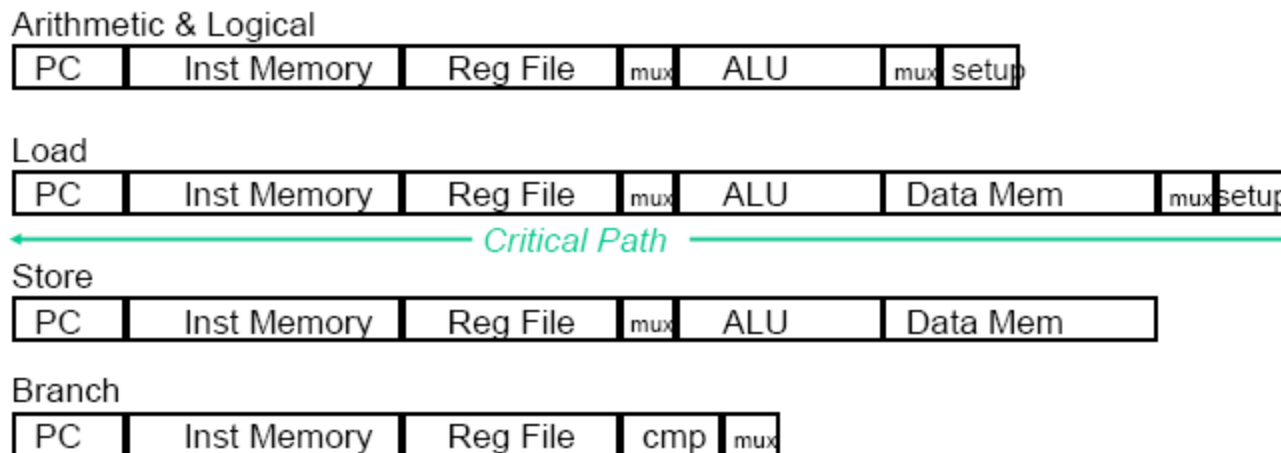 Arithmetic & Logical
PC Inst Memory Reg File mux ALU mux setup
Load
PC Inst Memory Reg File mux ALU Data Mem mux setup
Critical Path
Store
PC Inst Memory Reg File mux ALU Data Mem
Branch
PC Inst Memory Reg File cmp mux